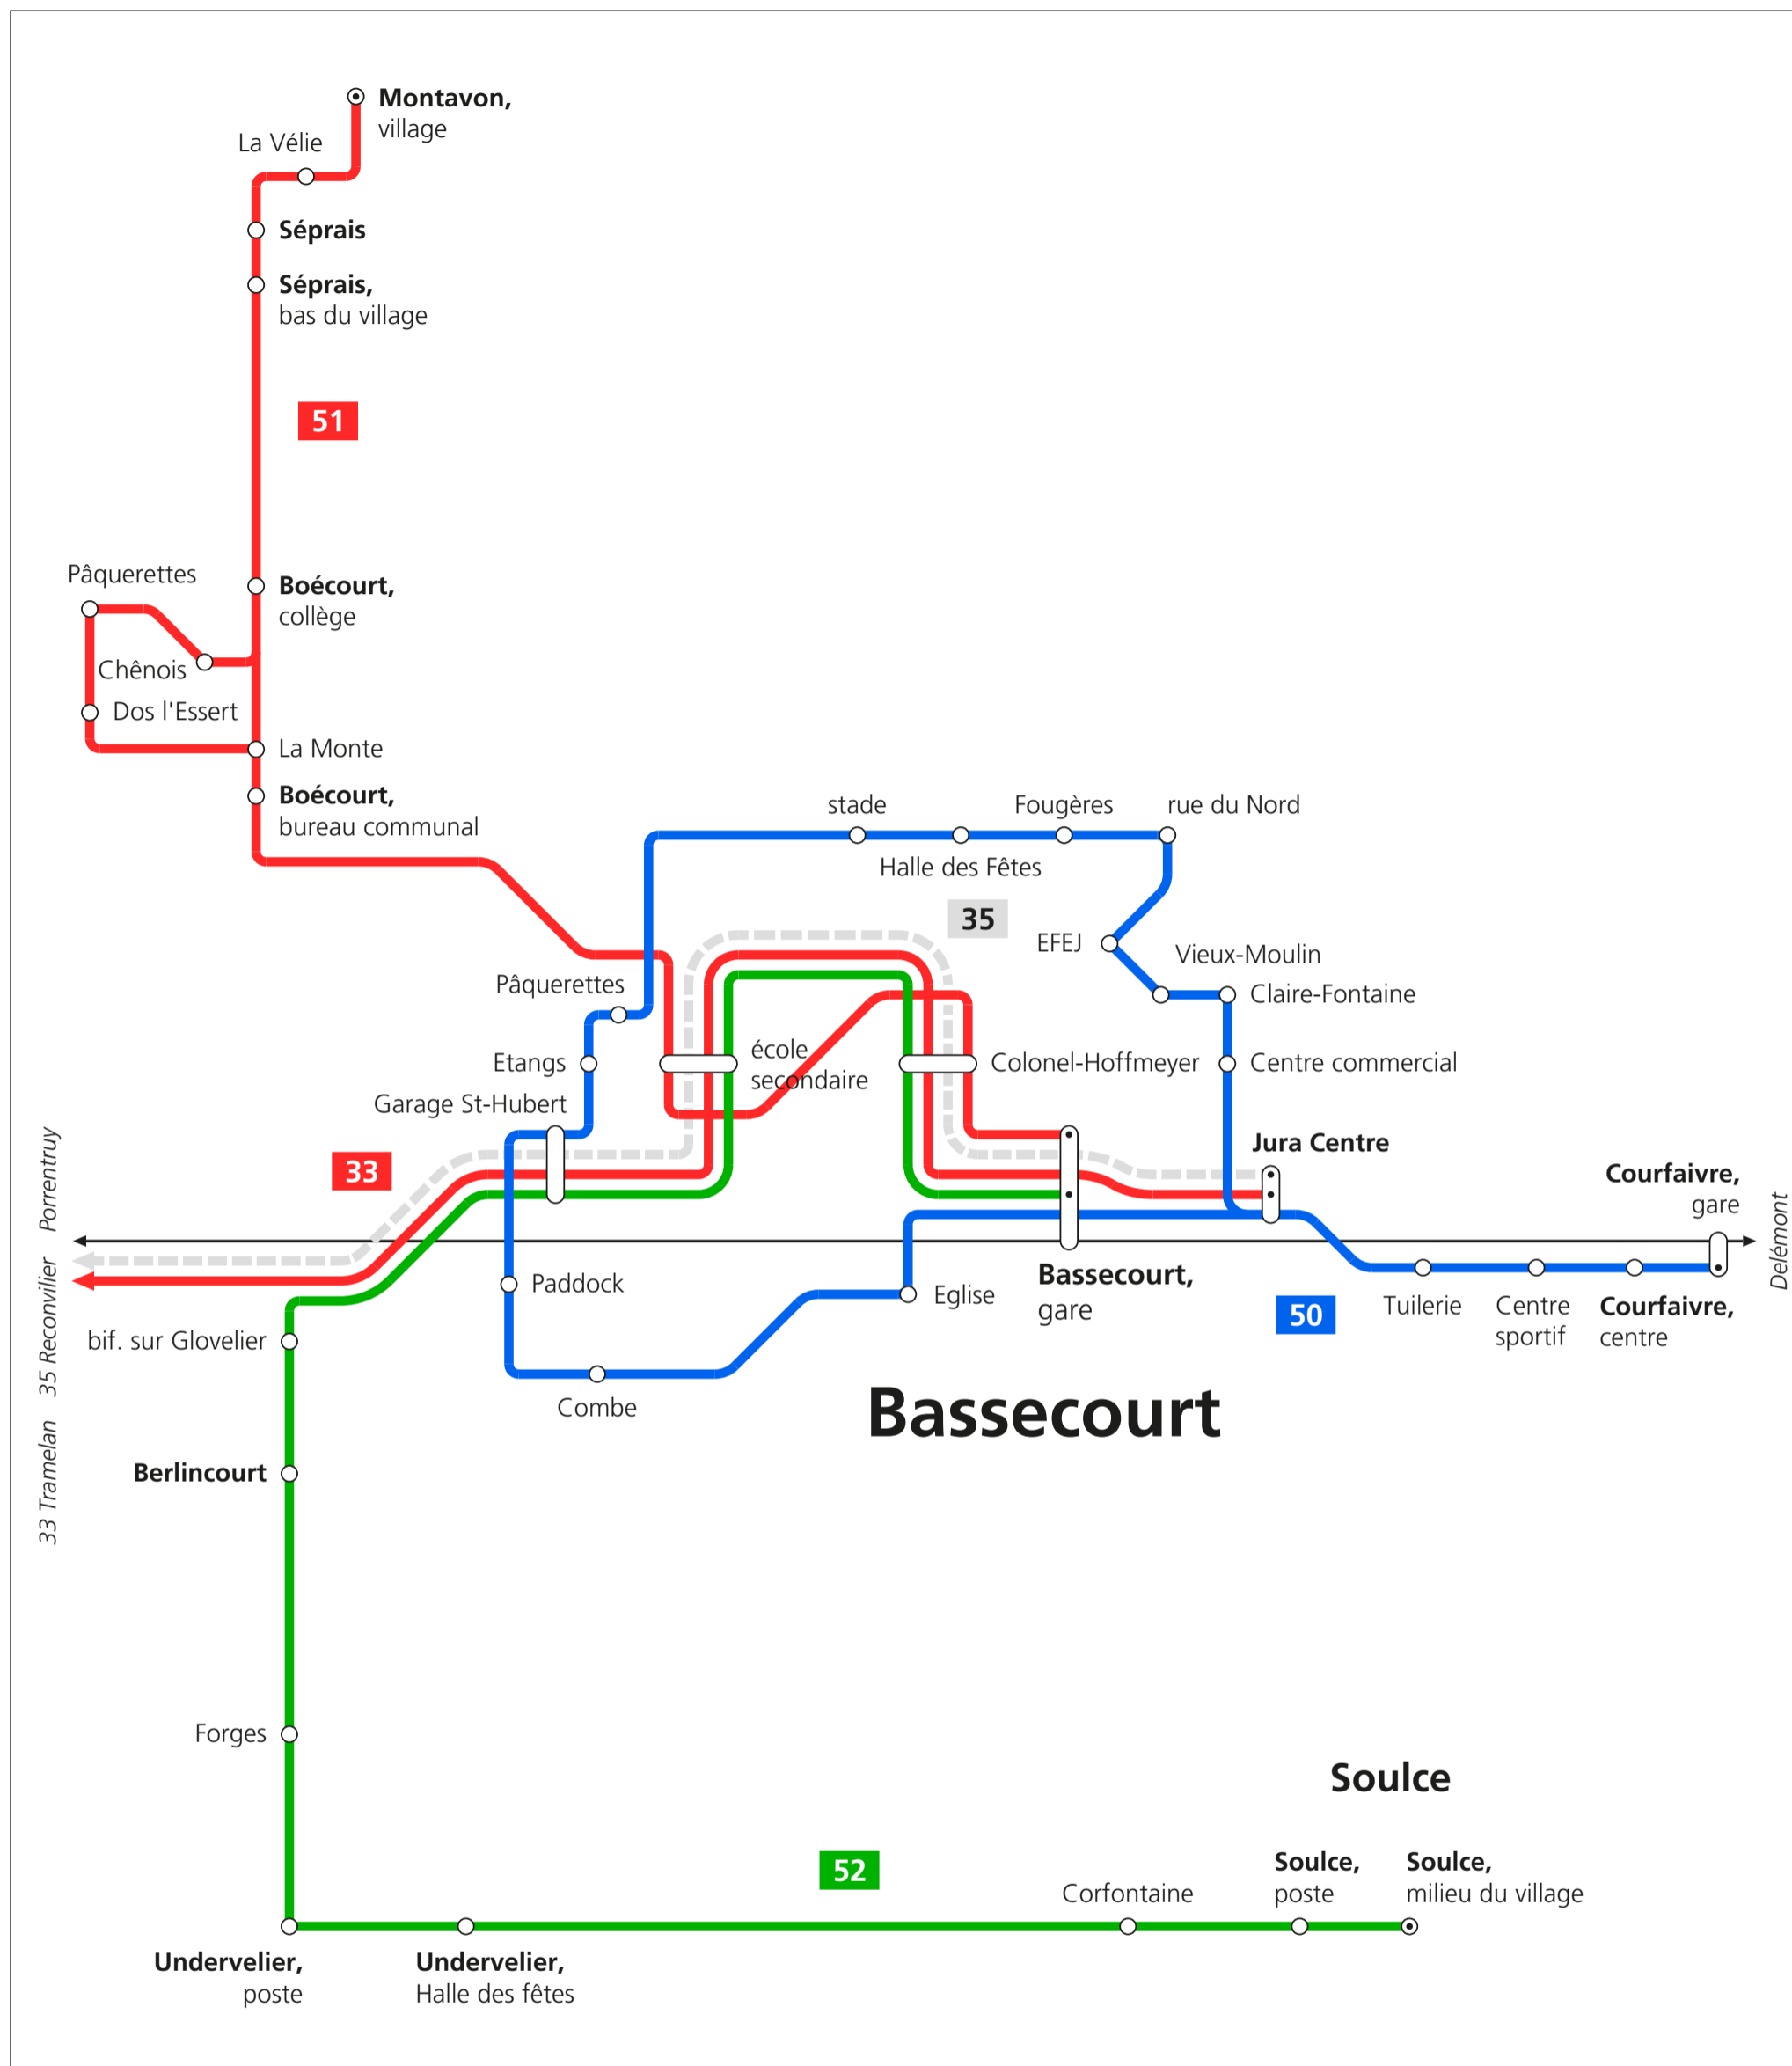 Montavon,
village
La Vélie
Séprais
Séprais,
bas du village
51
Pâquerettes
Boécourt,
collège
Chênois
Dos l'Essert
La Monte
Boécourt,
bureau communal
stade
Fougères
rue du Nord
Halle des Fêtes
35
EFEJ
Vieux-Moulin
Pâquerettes
Claire-Fontaine
Etangs
école
secondaire
Colonel-Hoffmeyer
Centre commercial
Garage St-Hubert
33
Jura Centre
Courfaivre,
gare
Porrentruy
35 Reconvilier
33 Tramelan
Delémont
Paddock
Eglise
Bassecourt,
gare
50
Tuilerie
Centre
sportif
Courfaivre,
centre
bif. sur Glovelier
Combe
Bassecourt
Berlincourt
Forges
Soulce
52
Corfontaine
Soulce,
poste
Soulce,
milieu du village
Undervelier,
poste
Undervelier,
Halle des fêtes